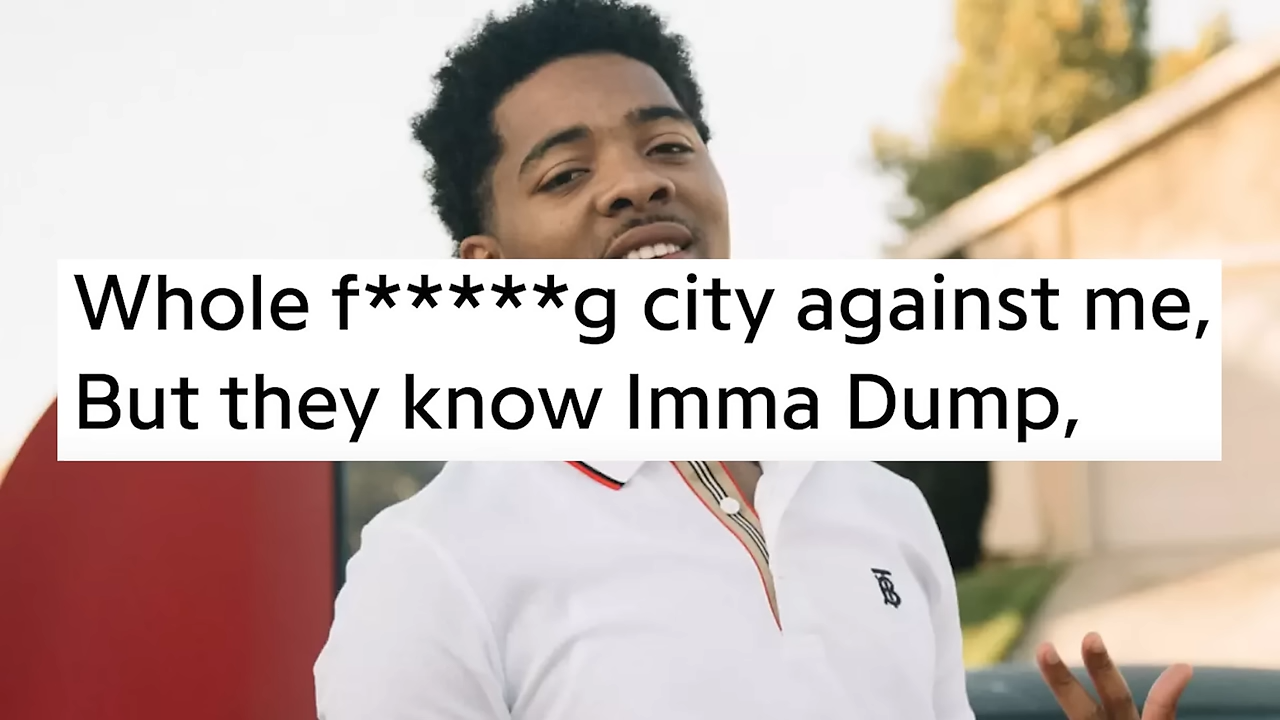 Whole f*****g city against me,
But they know Imma Dump,